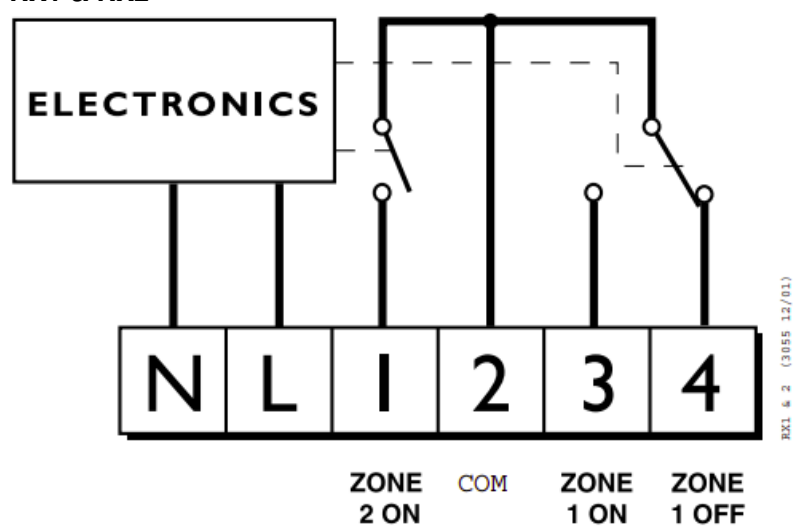 ELECTRONICS
N L 1 2 3 4
ZONE 2 ON
COM
ZONE 1 ON
ZONE 1 OFF
RX1 & 2 (3055 12/01)